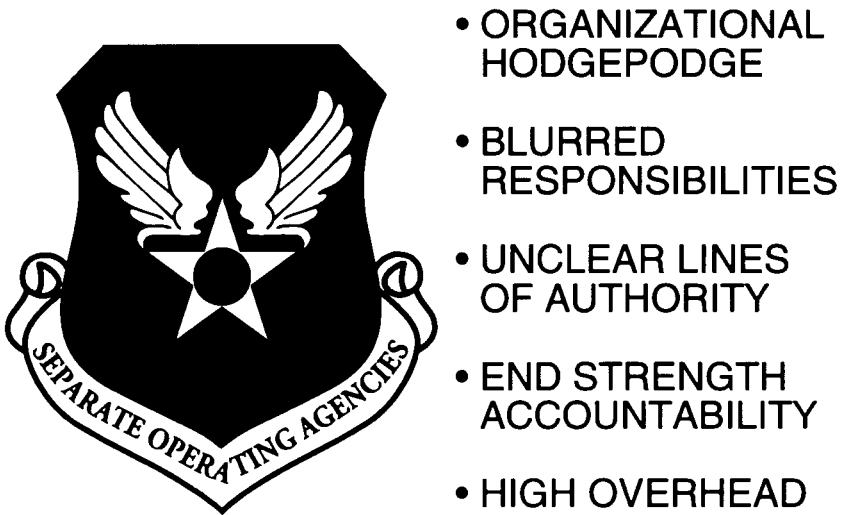 • ORGANIZATIONAL
HODGEPODGE
• BLURRED
RESPONSIBILITIES
• UNCLEAR LINES
OF AUTHORITY
• END STRENGTH
ACCOUNTABILITY
• HIGH OVERHEAD
SEPARATE OPERATING AGENCIES